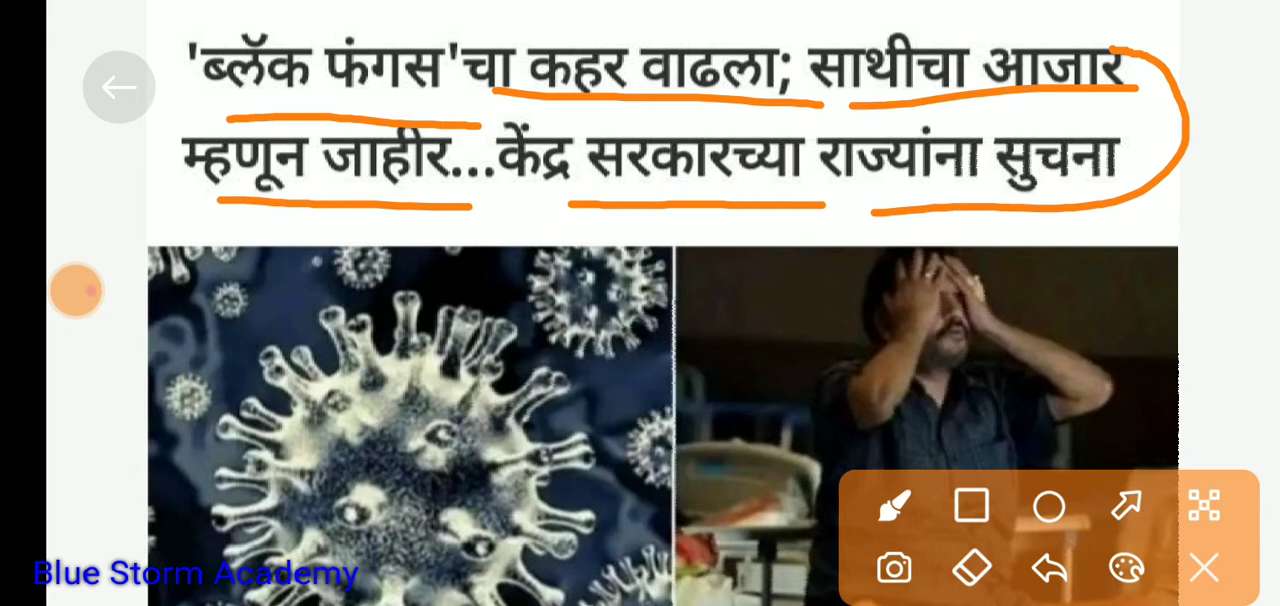 'ब्लॅक फंगस'चा कहर वाढला; साथीचा आजार
म्हणून जाहीर...केंद्र सरकारच्या राज्यांना सुचना
Blue Storm Academy